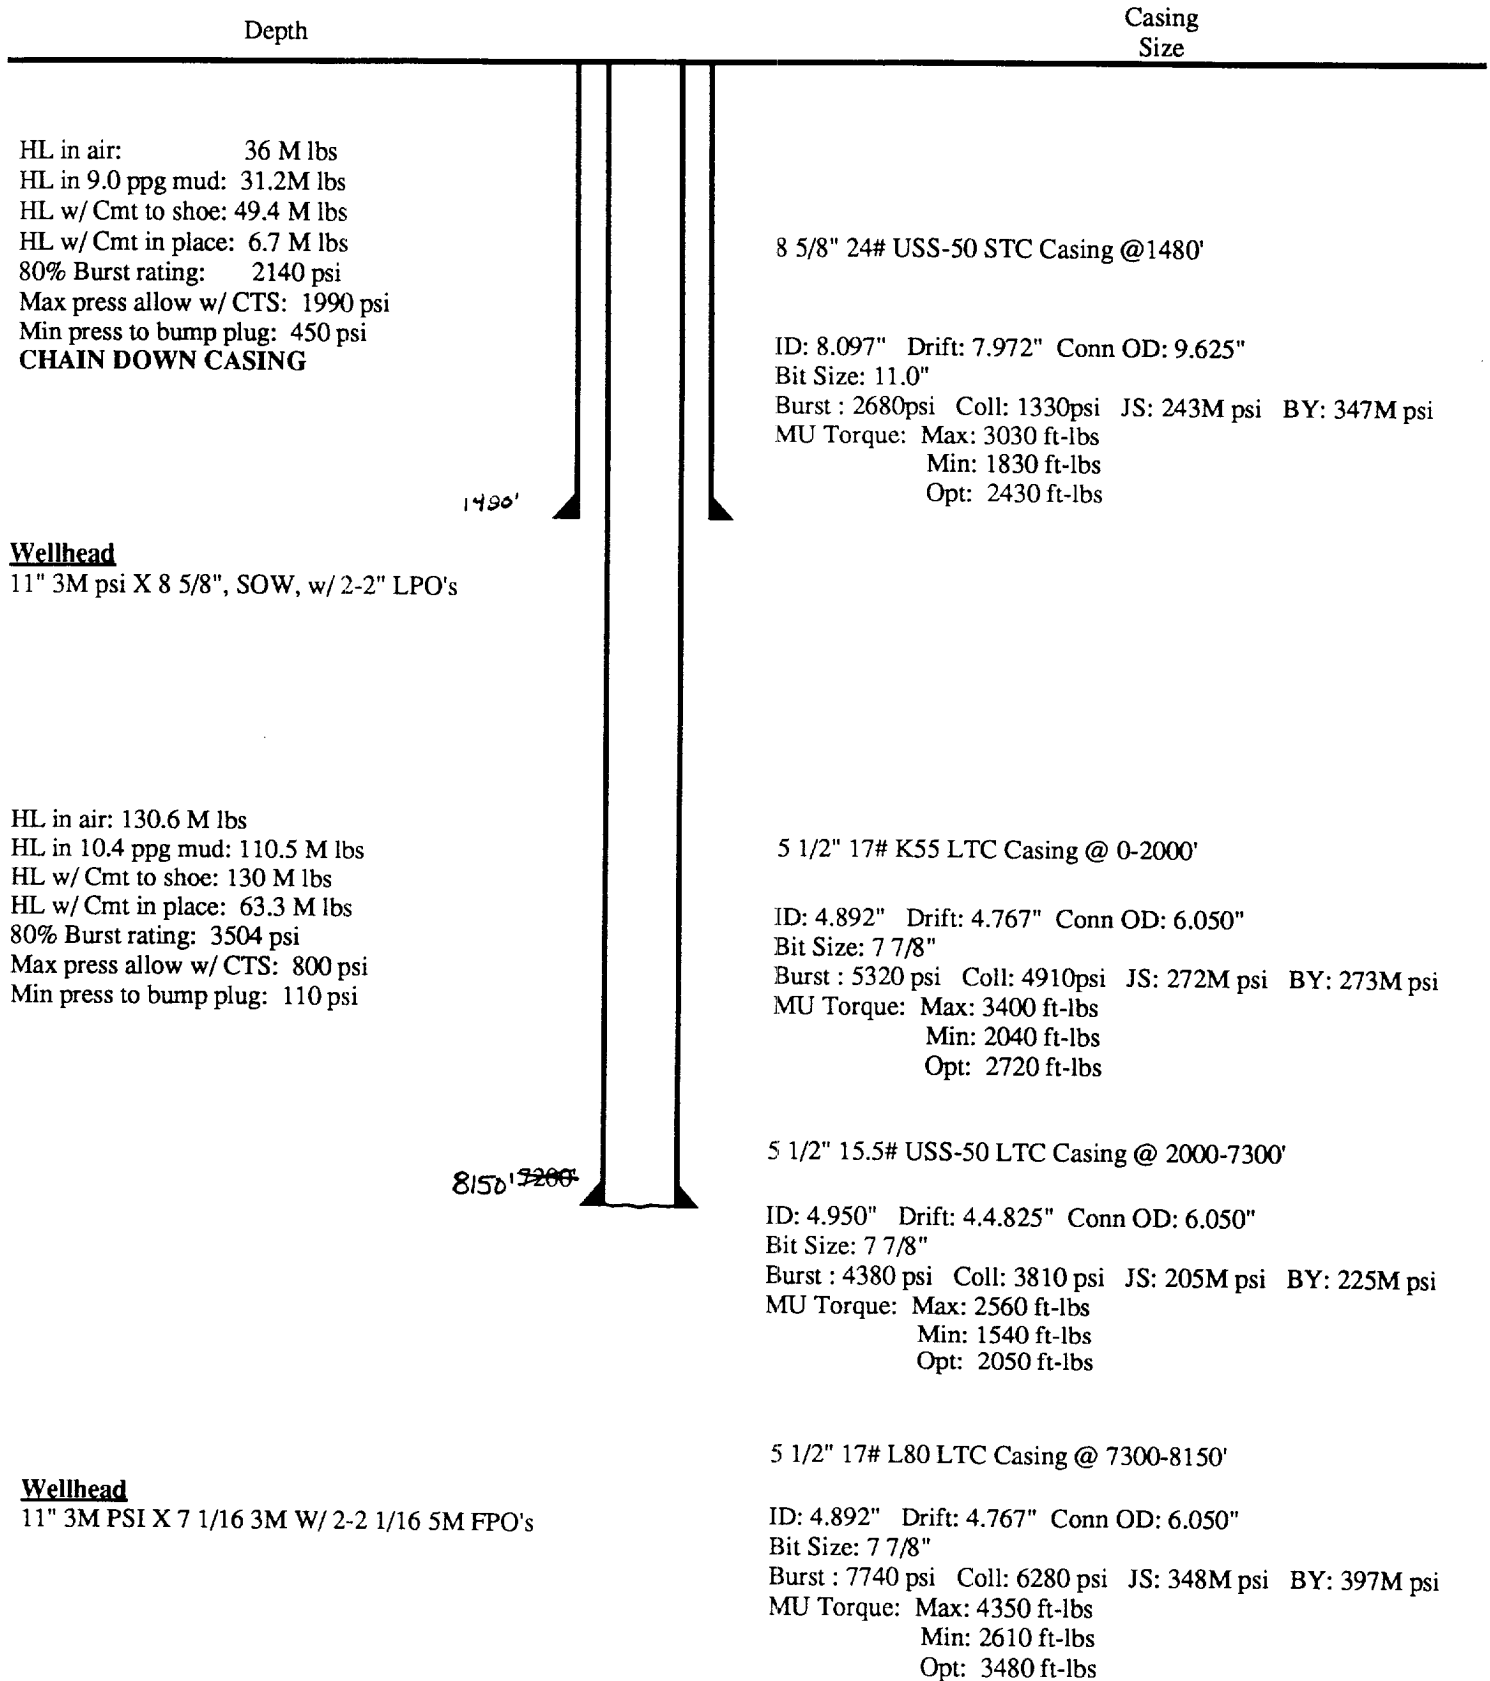 Depth
Casing
Size
HL in air: 36 M lbs
HL in 9.0 ppg mud: 31.2M lbs
HL w/ Cmt to shoe: 49.4 M lbs
HL w/ Cmt in place: 6.7 M lbs
80% Burst rating: 2140 psi
Max press allow w/ CTS: 1990 psi
Min press to bump plug: 450 psi
CHAIN DOWN CASING
8 5/8" 24# USS-50 STC Casing @1480'
ID: 8.097" Drift: 7.972" Conn OD: 9.625"
Bit Size: 11.0"
Burst : 2680psi Coll: 1330psi JS: 243M psi BY: 347M psi
MU Torque: Max: 3030 ft-lbs
Min: 1830 ft-lbs
Opt: 2430 ft-lbs
1480'
Wellhead
11" 3M psi X 8 5/8", SOW, w/ 2-2" LPO's
HL in air: 130.6 M lbs
HL in 10.4 ppg mud: 110.5 M lbs
HL w/ Cmt to shoe: 130 M lbs
HL w/ Cmt in place: 63.3 M lbs
80% Burst rating: 3504 psi
Max press allow w/ CTS: 800 psi
Min press to bump plug: 110 psi
5 1/2" 17# K55 LTC Casing @ 0-2000'
ID: 4.892" Drift: 4.767" Conn OD: 6.050"
Bit Size: 7 7/8"
Burst : 5320 psi Coll: 4910psi JS: 272M psi BY: 273M psi
MU Torque: Max: 3400 ft-lbs
Min: 2040 ft-lbs
Opt: 2720 ft-lbs
8150' 7200'
5 1/2" 15.5# USS-50 LTC Casing @ 2000-7300'
ID: 4.950" Drift: 4.4.825" Conn OD: 6.050"
Bit Size: 7 7/8"
Burst : 4380 psi Coll: 3810 psi JS: 205M psi BY: 225M psi
MU Torque: Max: 2560 ft-lbs
Min: 1540 ft-lbs
Opt: 2050 ft-lbs
Wellhead
11" 3M PSI X 7 1/16 3M W/ 2-2 1/16 5M FPO's
5 1/2" 17# L80 LTC Casing @ 7300-8150'
ID: 4.892" Drift: 4.767" Conn OD: 6.050"
Bit Size: 7 7/8"
Burst : 7740 psi Coll: 6280 psi JS: 348M psi BY: 397M psi
MU Torque: Max: 4350 ft-lbs
Min: 2610 ft-lbs
Opt: 3480 ft-lbs